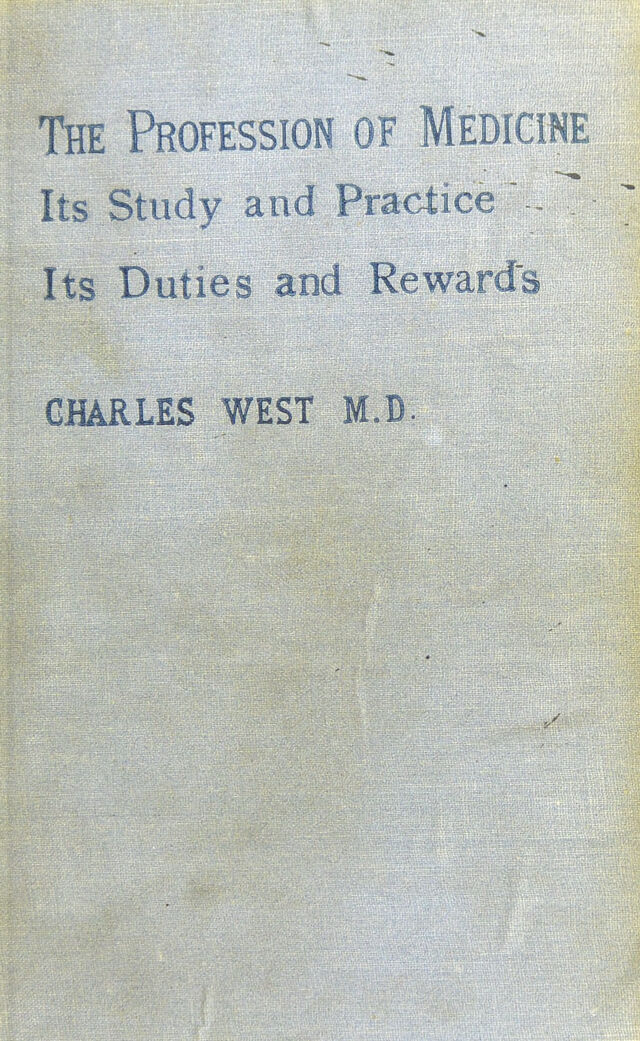 The Profession of Medicine
Its Study and Practice
Its Duties and Rewards
CHARLES WEST M.D.